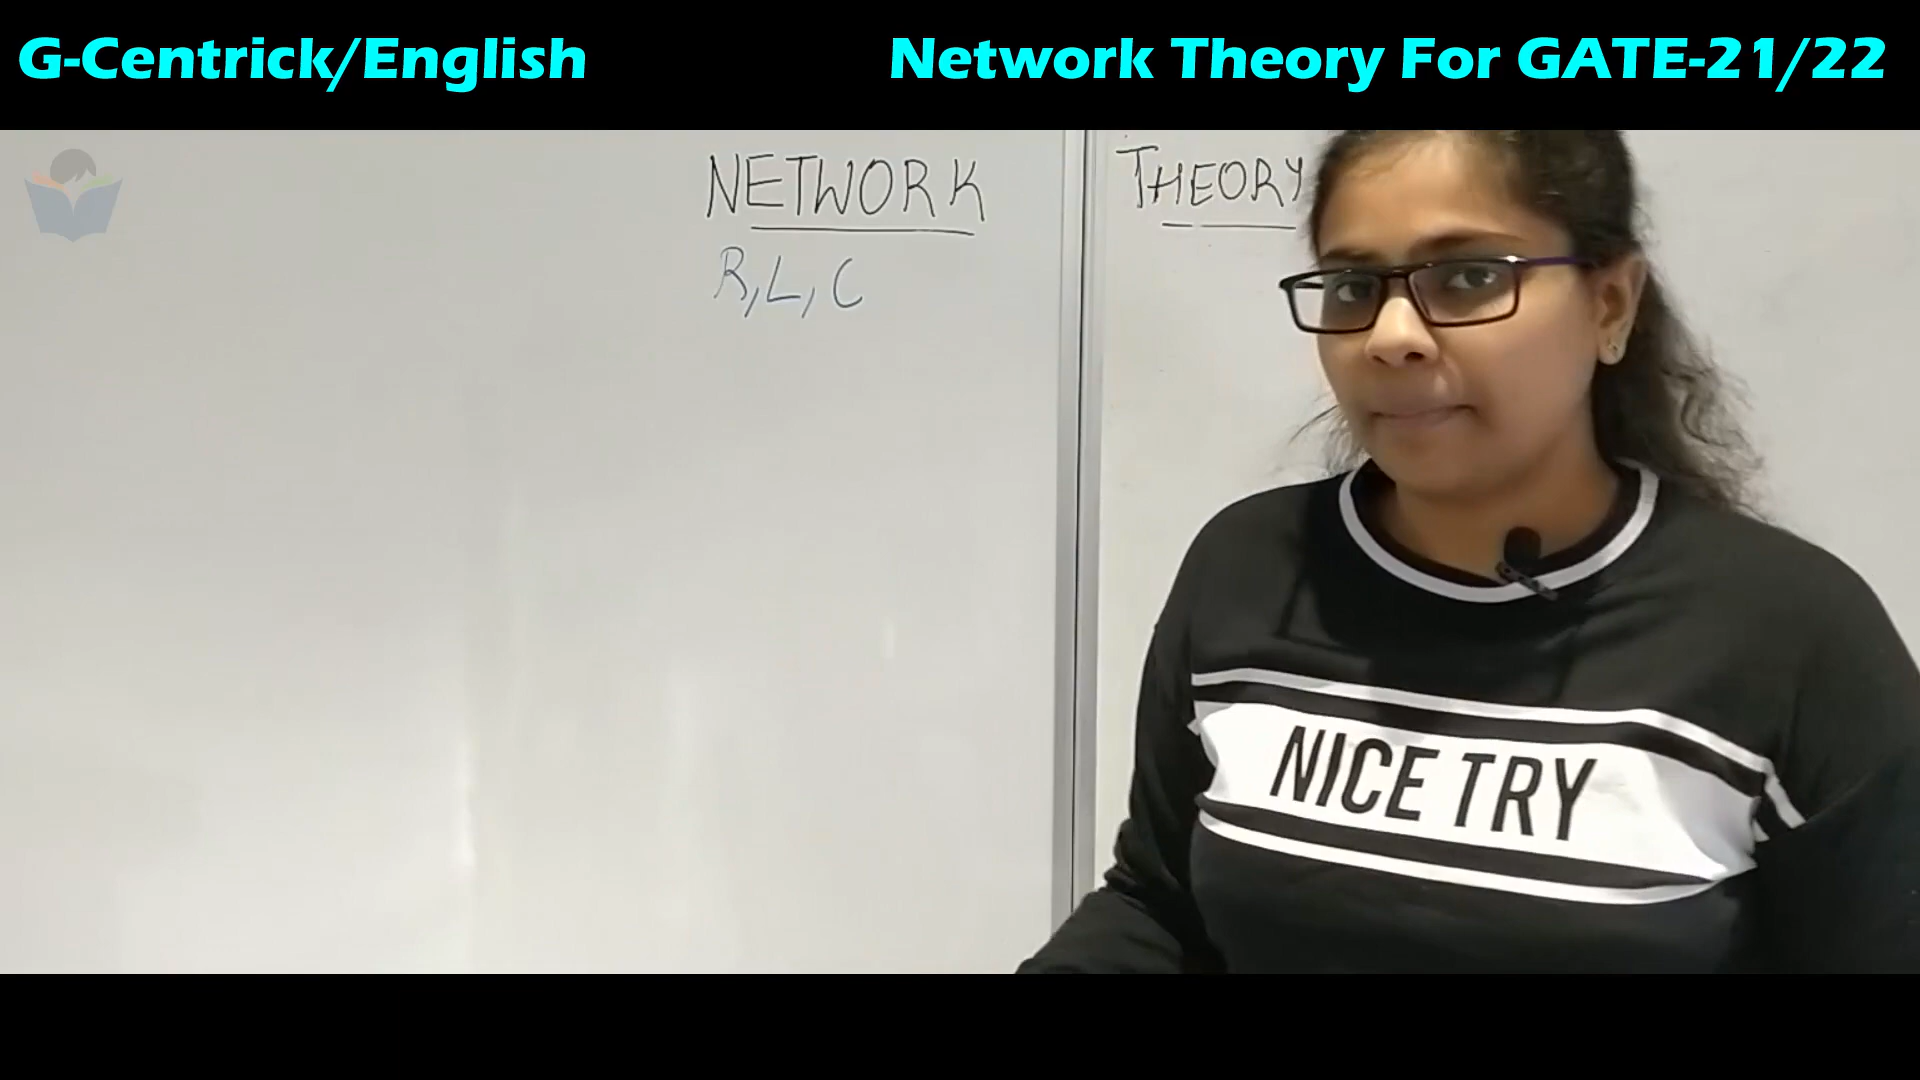 G-Centrick/English
Network Theory For GATE-21/22
NETWORK THEORY
R, L, C
NICE TRY